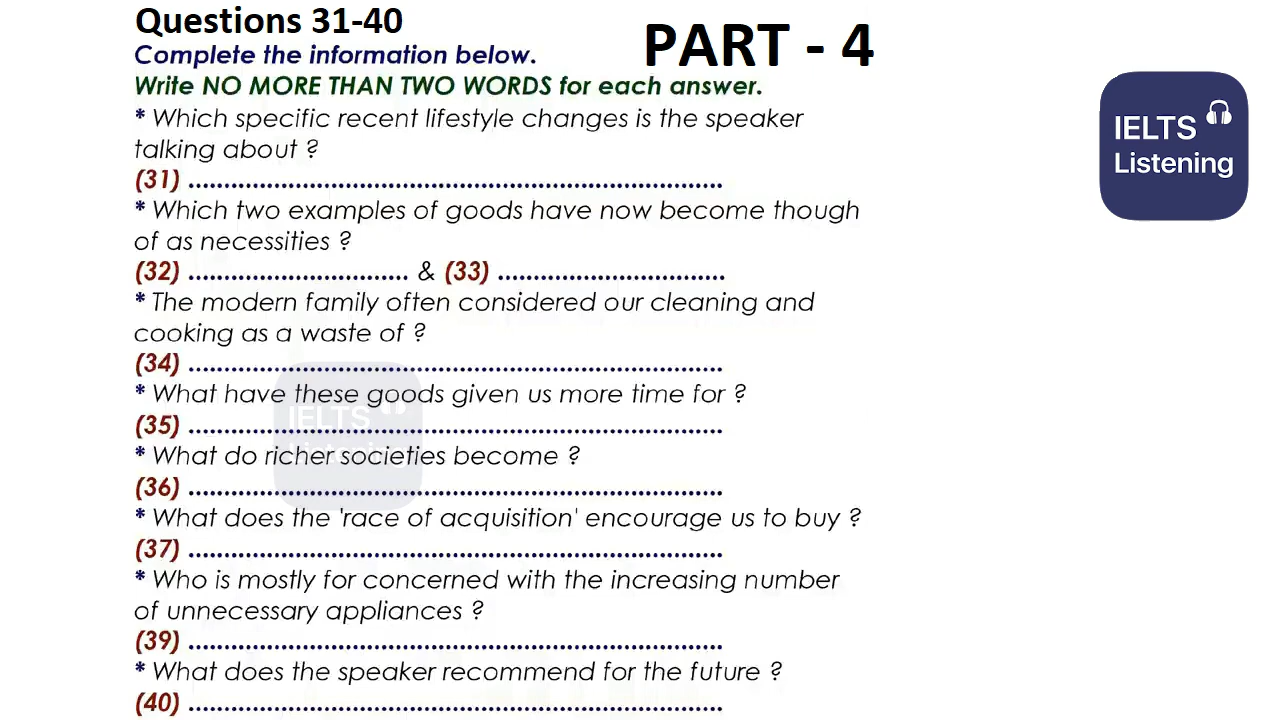 Questions 31-40
PART - 4
Complete the information below.
Write NO MORE THAN TWO WORDS for each answer.
* Which specific recent lifestyle changes is the speaker
talking about ?
(31) ................................................................
* Which two examples of goods have now become though
of as necessities ?
(32) .......................... & (33) ..........................
* The modern family often considered our cleaning and
cooking as a waste of ?
(34) ................................................................
* What have these goods given us more time for ?
(35) ................................................................
* What do richer societies become ?
(36) ................................................................
* What does the 'race of acquisition' encourage us to buy ?
(37) ................................................................
* Who is mostly for concerned with the increasing number
of unnecessary appliances ?
(39) ................................................................
* What does the speaker recommend for the future ?
(40) ................................................................
IELTS
Listening
IELTS
Listening